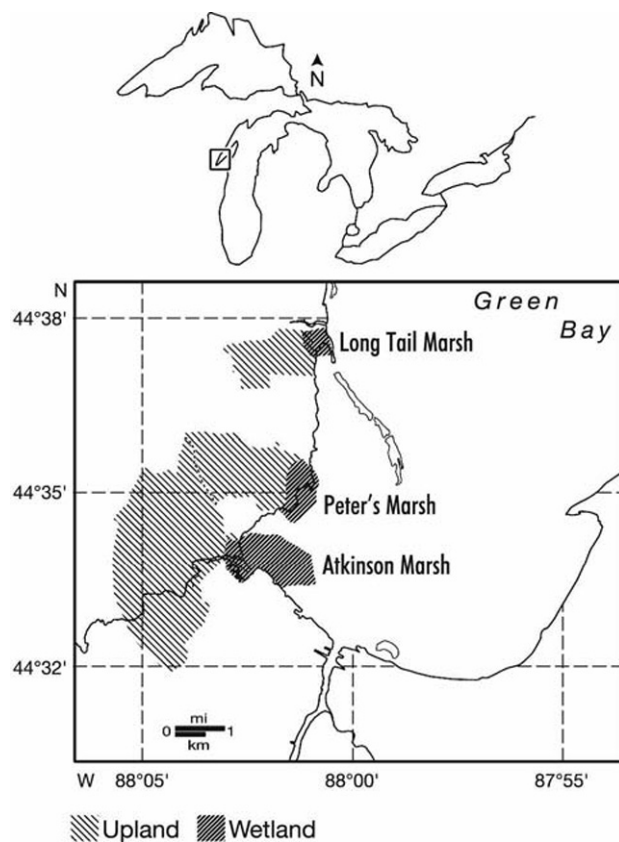 N
N
Green
Bay
44°38'
Long Tail Marsh
44°35'
Peter's Marsh
Atkinson Marsh
44°32'
mi
0 1
km
W 88°05' 88°00' 87°55'
Upland Wetland